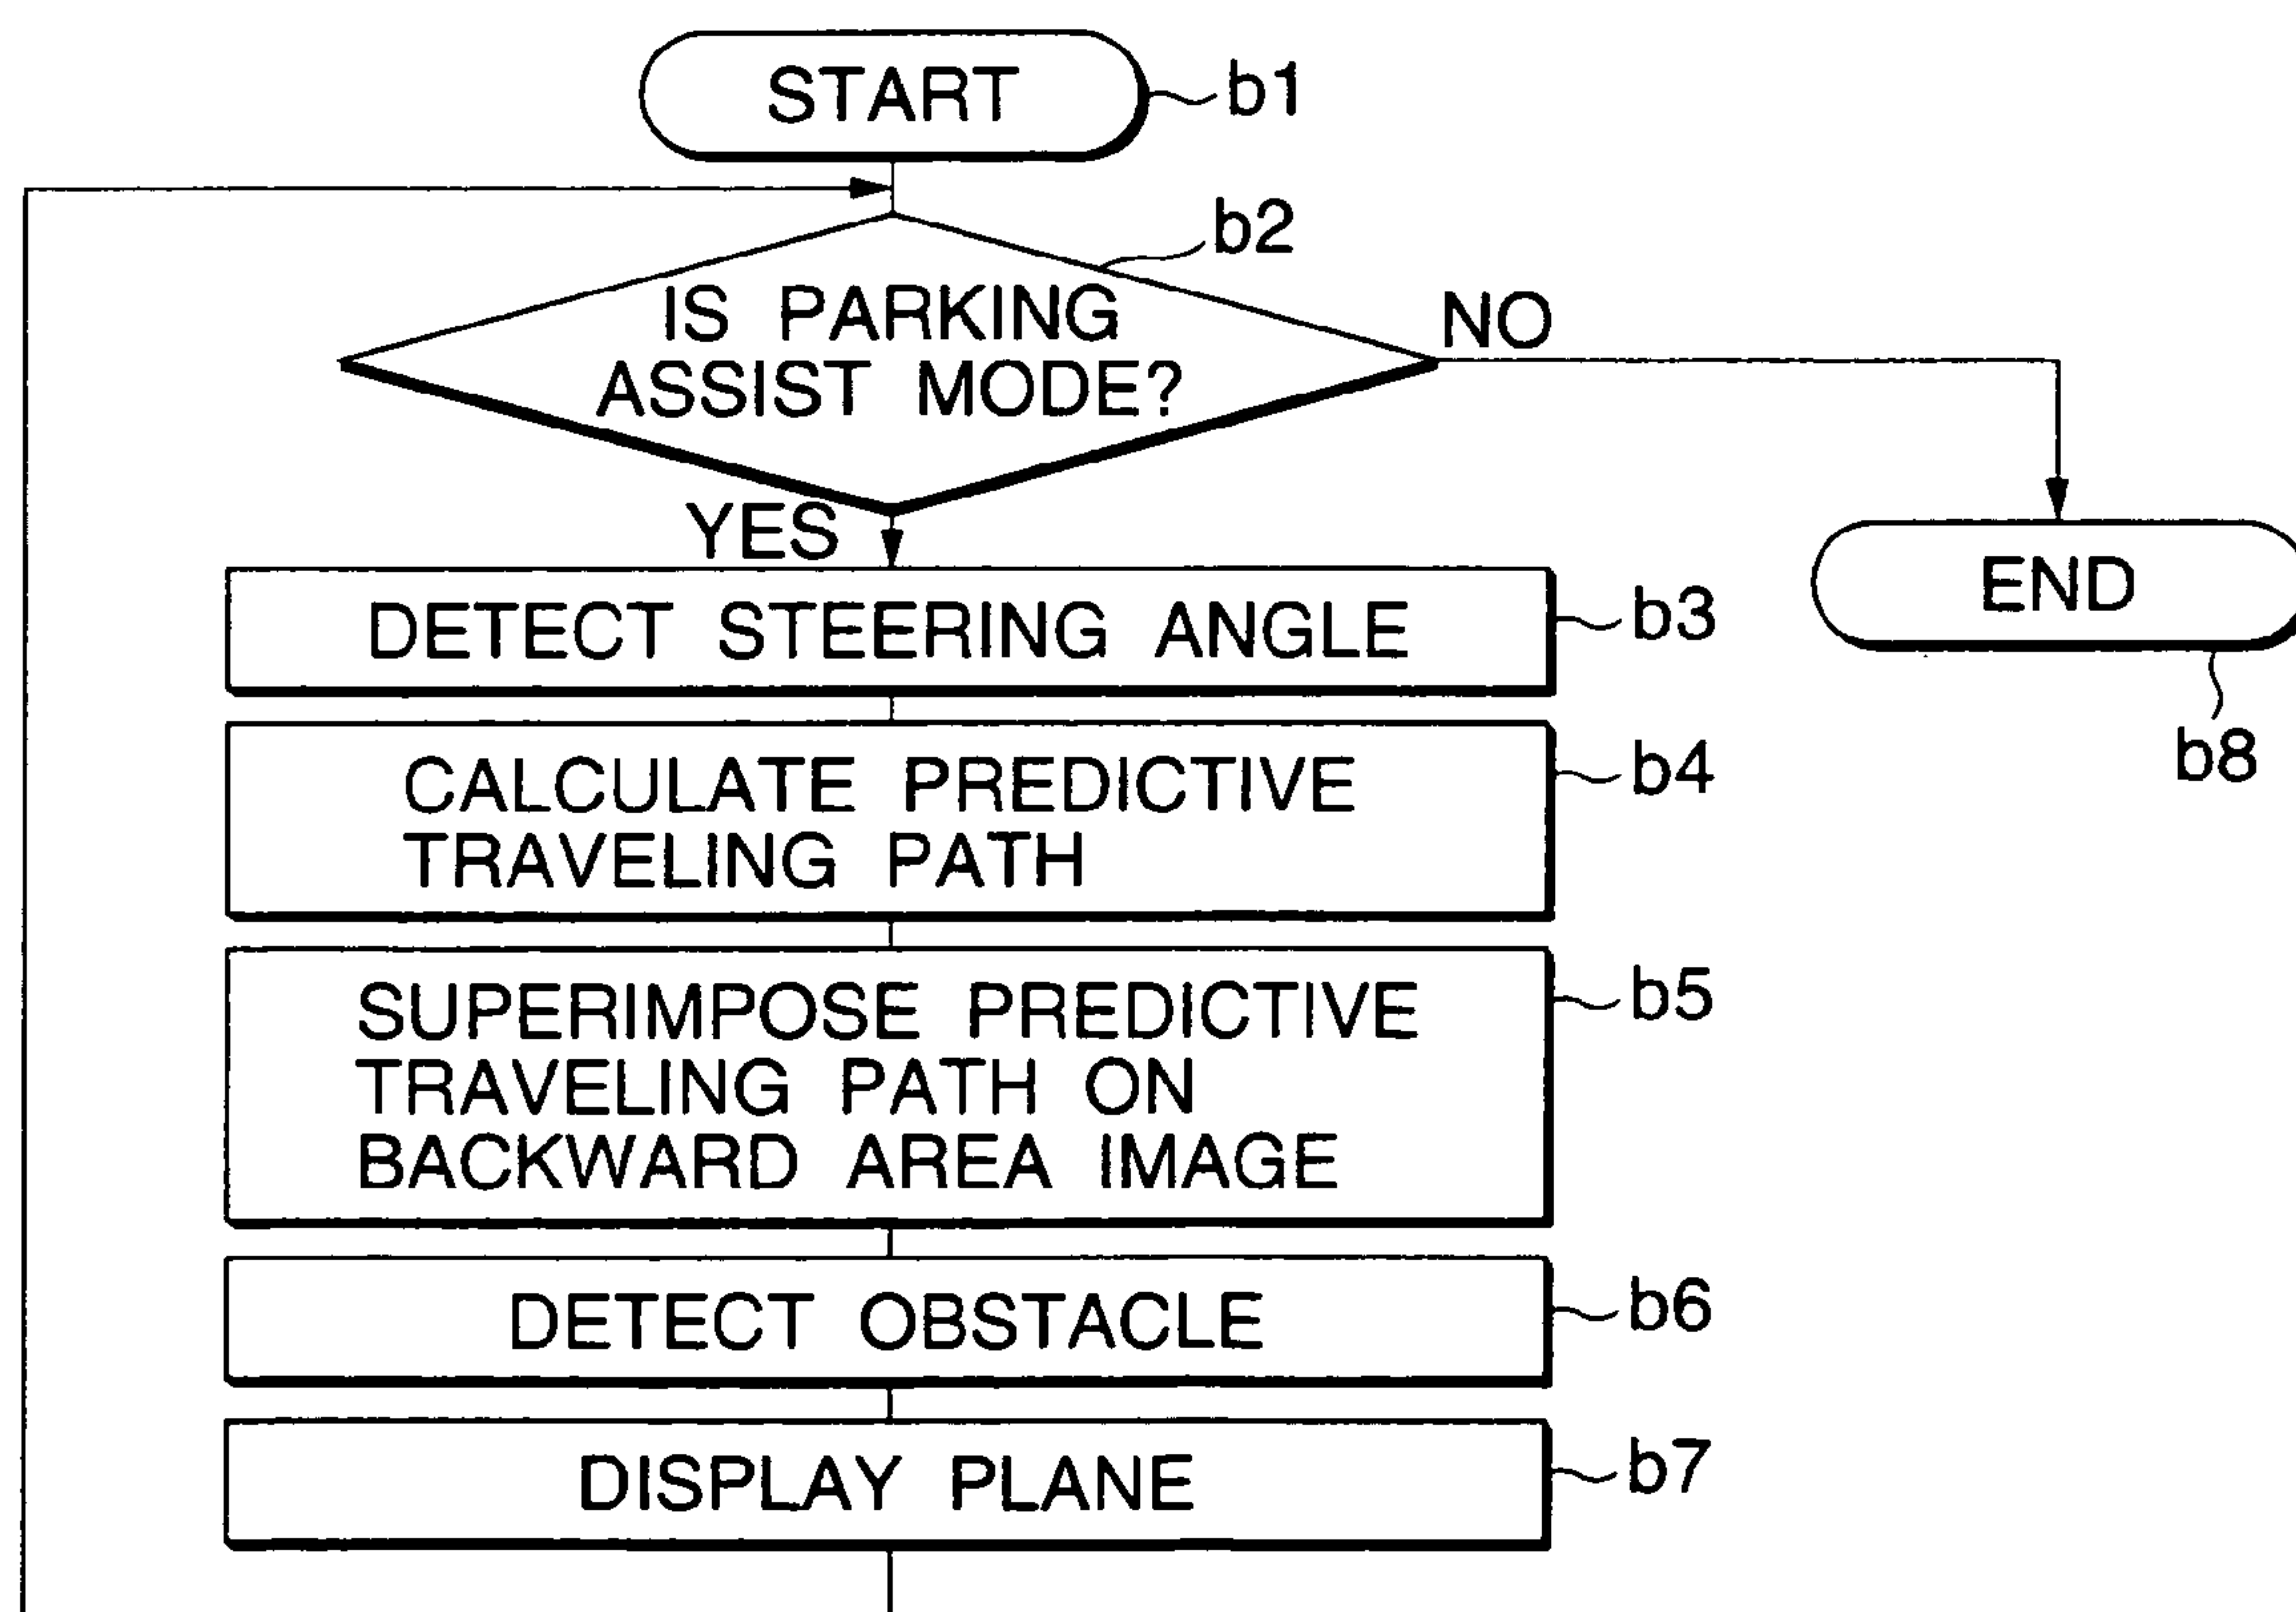 START
b1
b2
IS PARKING
ASSIST MODE?
NO
YES
DETECT STEERING ANGLE
b3
END
b8
CALCULATE PREDICTIVE
TRAVELING PATH
b4
SUPERIMPOSE PREDICTIVE
TRAVELING PATH ON
BACKWARD AREA IMAGE
b5
DETECT OBSTACLE
b6
DISPLAY PLANE
b7